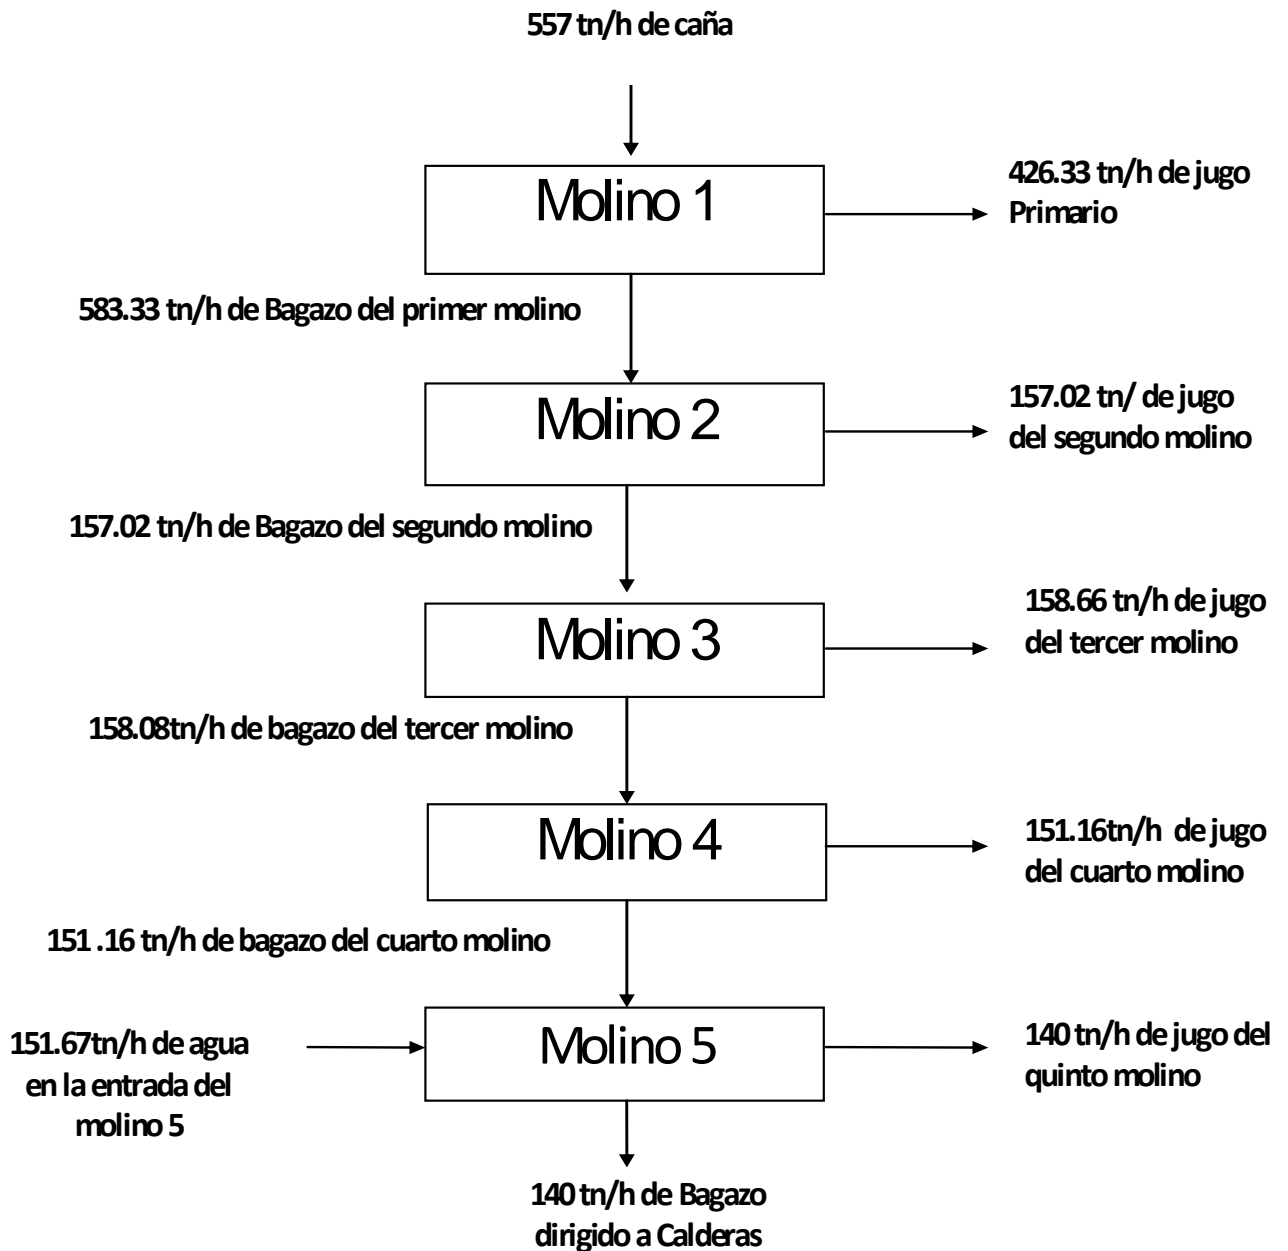 557 tn/h de caña
Molino 1
426.33 tn/h de jugo
Primario
583.33 tn/h de Bagazo del primer molino
Molino 2
157.02 tn/ de jugo
del segundo molino
157.02 tn/h de Bagazo del segundo molino
Molino 3
158.66 tn/h de jugo
del tercer molino
158.08tn/h de bagazo del tercer molino
Molino 4
151.16tn/h de jugo
del cuarto molino
151 .16 tn/h de bagazo del cuarto molino
151.67tn/h de agua
en la entrada del
molino 5
Molino 5
140 tn/h de jugo del
quinto molino
140 tn/h de Bagazo
dirigido a Calderas